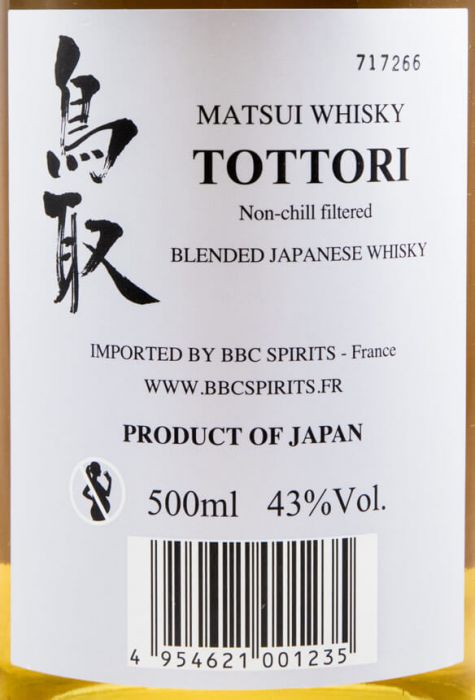 鳥取
717266
MATSUI WHISKY
TOTTORI
Non-chill filtered
BLENDED JAPANESE WHISKY
IMPORTED BY BBC SPIRITS - France
WWW.BBCSPIRITS.FR
PRODUCT OF JAPAN
500ml 43%Vol.
4 954621 001235